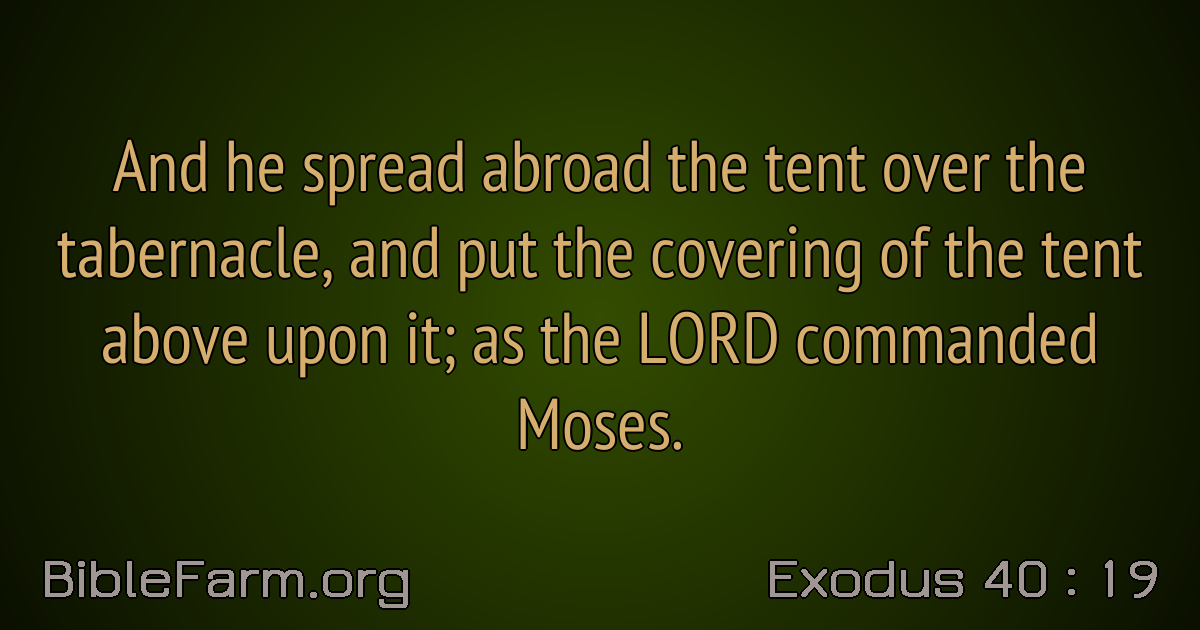 And he spread abroad the tent over the
tabernacle, and put the covering of the tent
above upon it; as the LORD commanded
Moses.
BibleFarm.org
Exodus 40 : 19